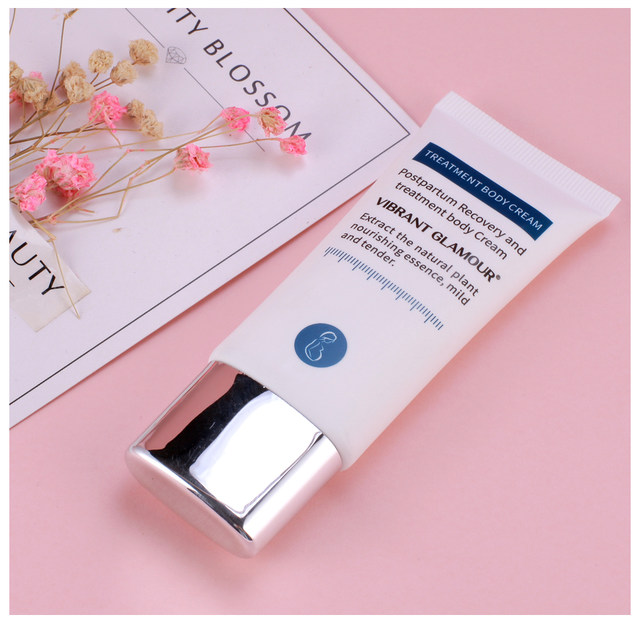 TY BLOSSOM
AUTY
TREATMENT BODY CREAM
Postpartum Recovery and
treatment body Cream
VIBRANT GLAMOUR®
Extract the natural plant
nourishing essence, mild
and tender.